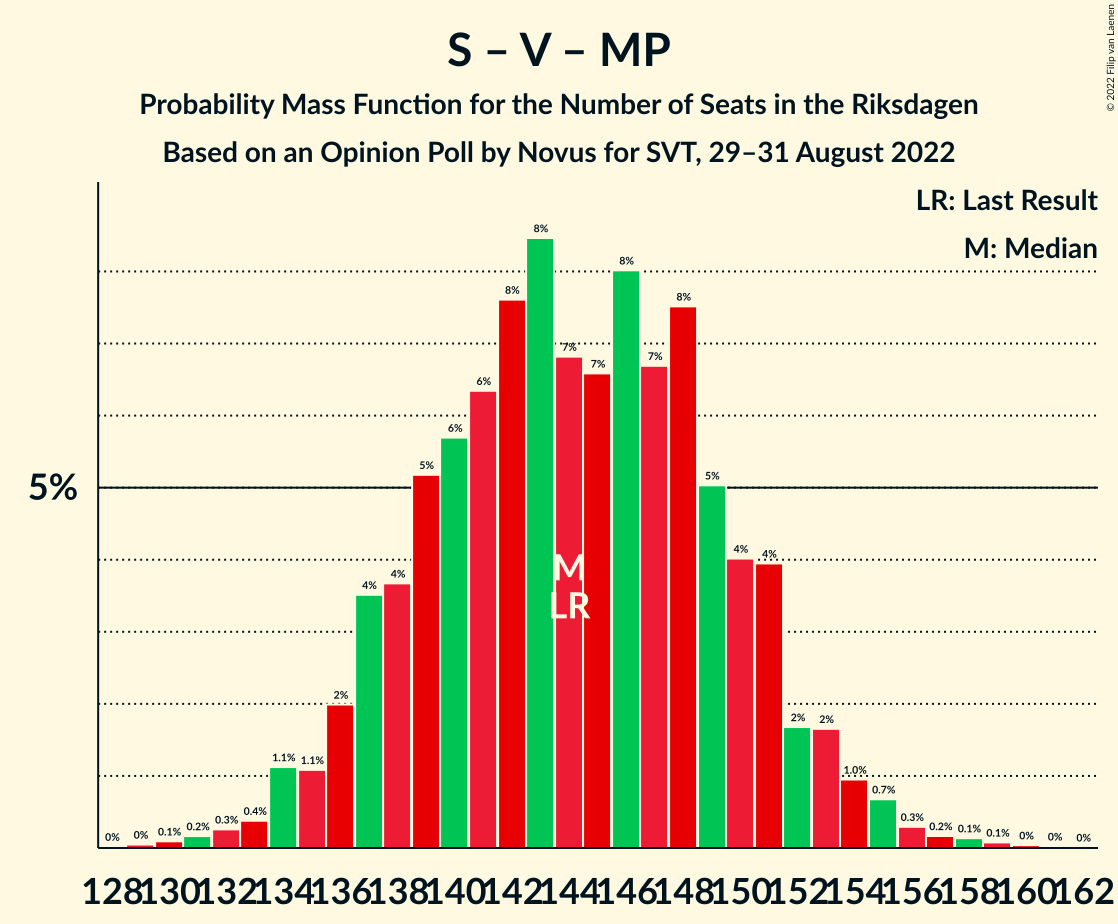 S – V – MP
Probability Mass Function for the Number of Seats in the Riksdagen
Based on an Opinion Poll by Novus for SVT, 29–31 August 2022
© 2022 Filip van Laenen
LR: Last Result
M: Median
5%
0% 0% 0.1% 0.2% 0.3% 0.4% 1.1% 1.1% 2% 4% 4% 5% 6% 6% 8% 8% 7% 7% 8% 7% 8% 5% 4% 4% 2% 2% 1.0% 0.7% 0.3% 0.2% 0.1% 0.1% 0% 0% 0%
M
LR
128 130 132 134 136 138 140 142 144 146 148 150 152 154 156 158 160 162